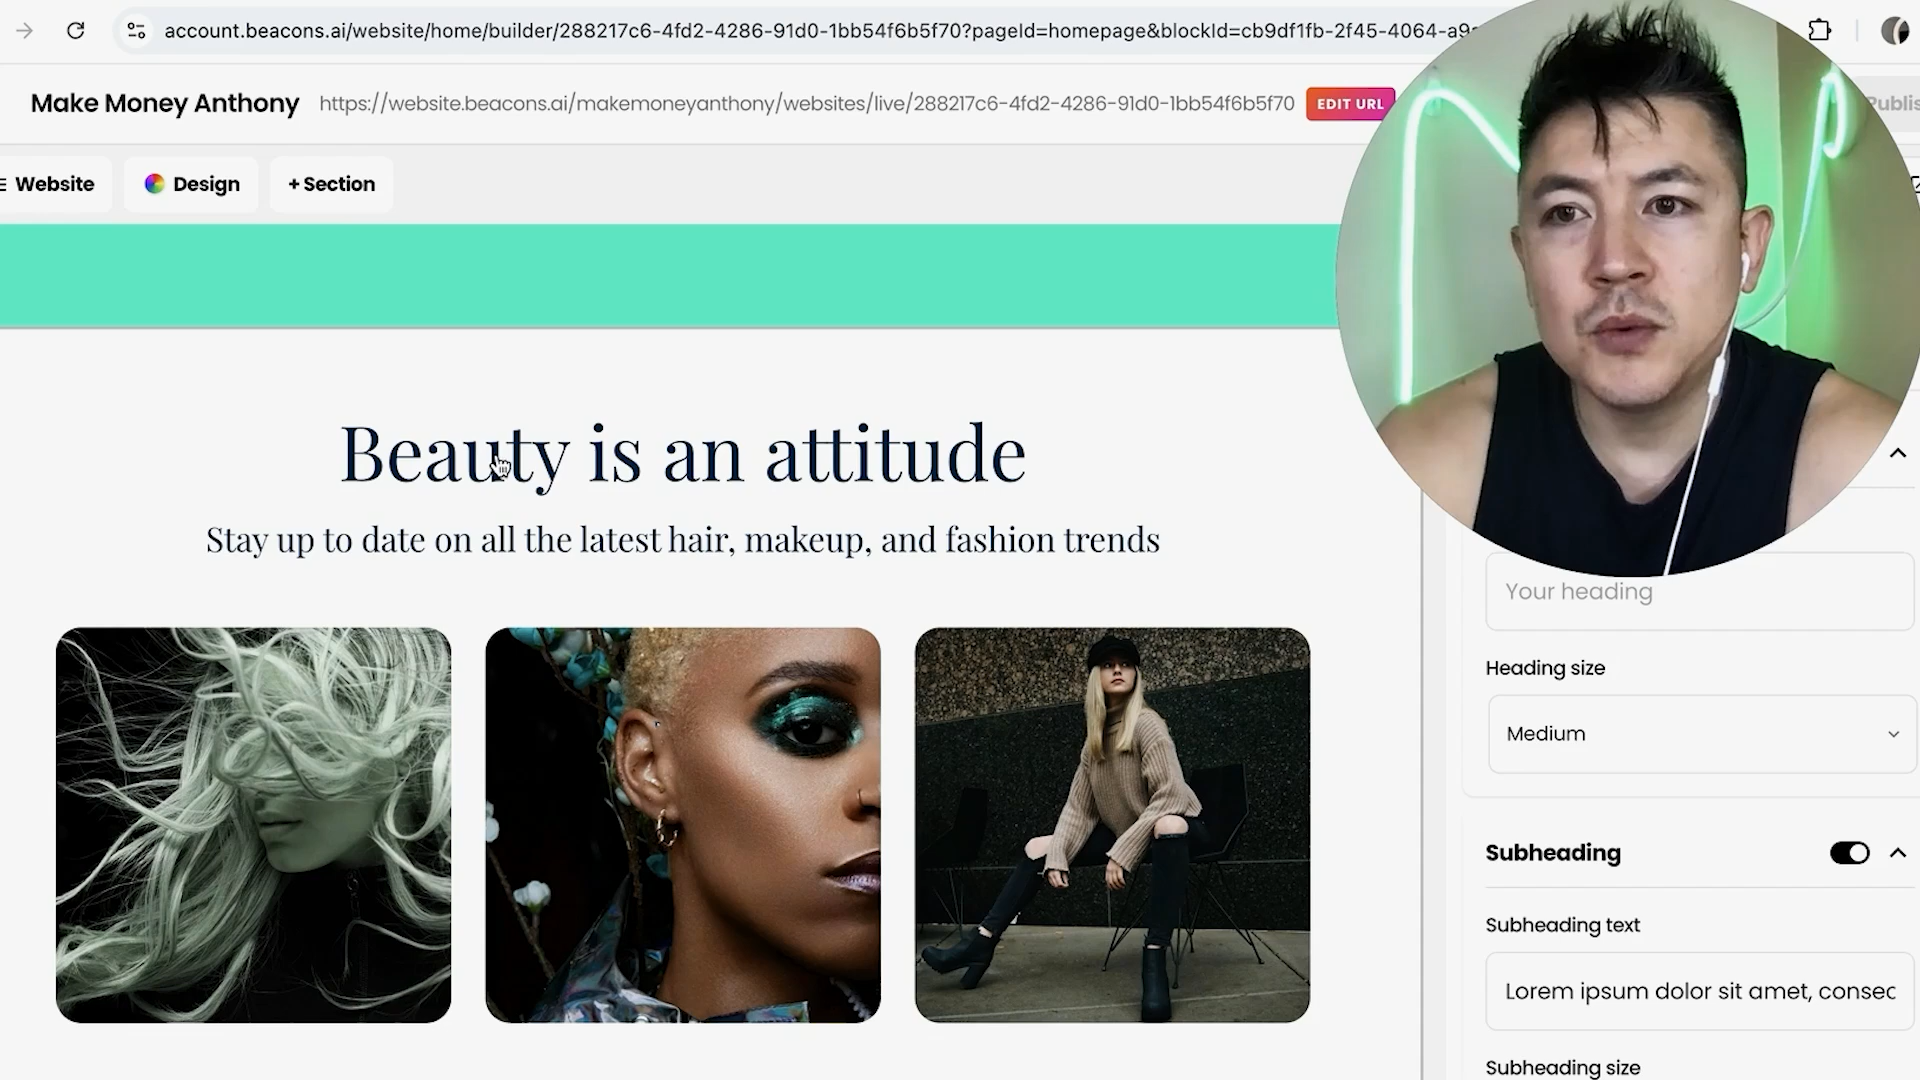 account.beacons.ai/website/home/builder/288217c6-4fd2-4286-91d0-1bb54f6b5f70?pageId=homepage&blockId=cb9df1fb-2f45-4064-a9
Make Money Anthony https://website.beacons.ai/makemoneyanthony/websites/live/288217c6-4fd2-4286-91d0-1bb54f6b5f70 EDIT URL Publis
Website Design + Section
Beauty is an attitude
Stay up to date on all the latest hair, makeup, and fashion trends
Your heading
Heading size
Medium
Subheading
Subheading text
Lorem ipsum dolor sit amet, consec
Subheading size